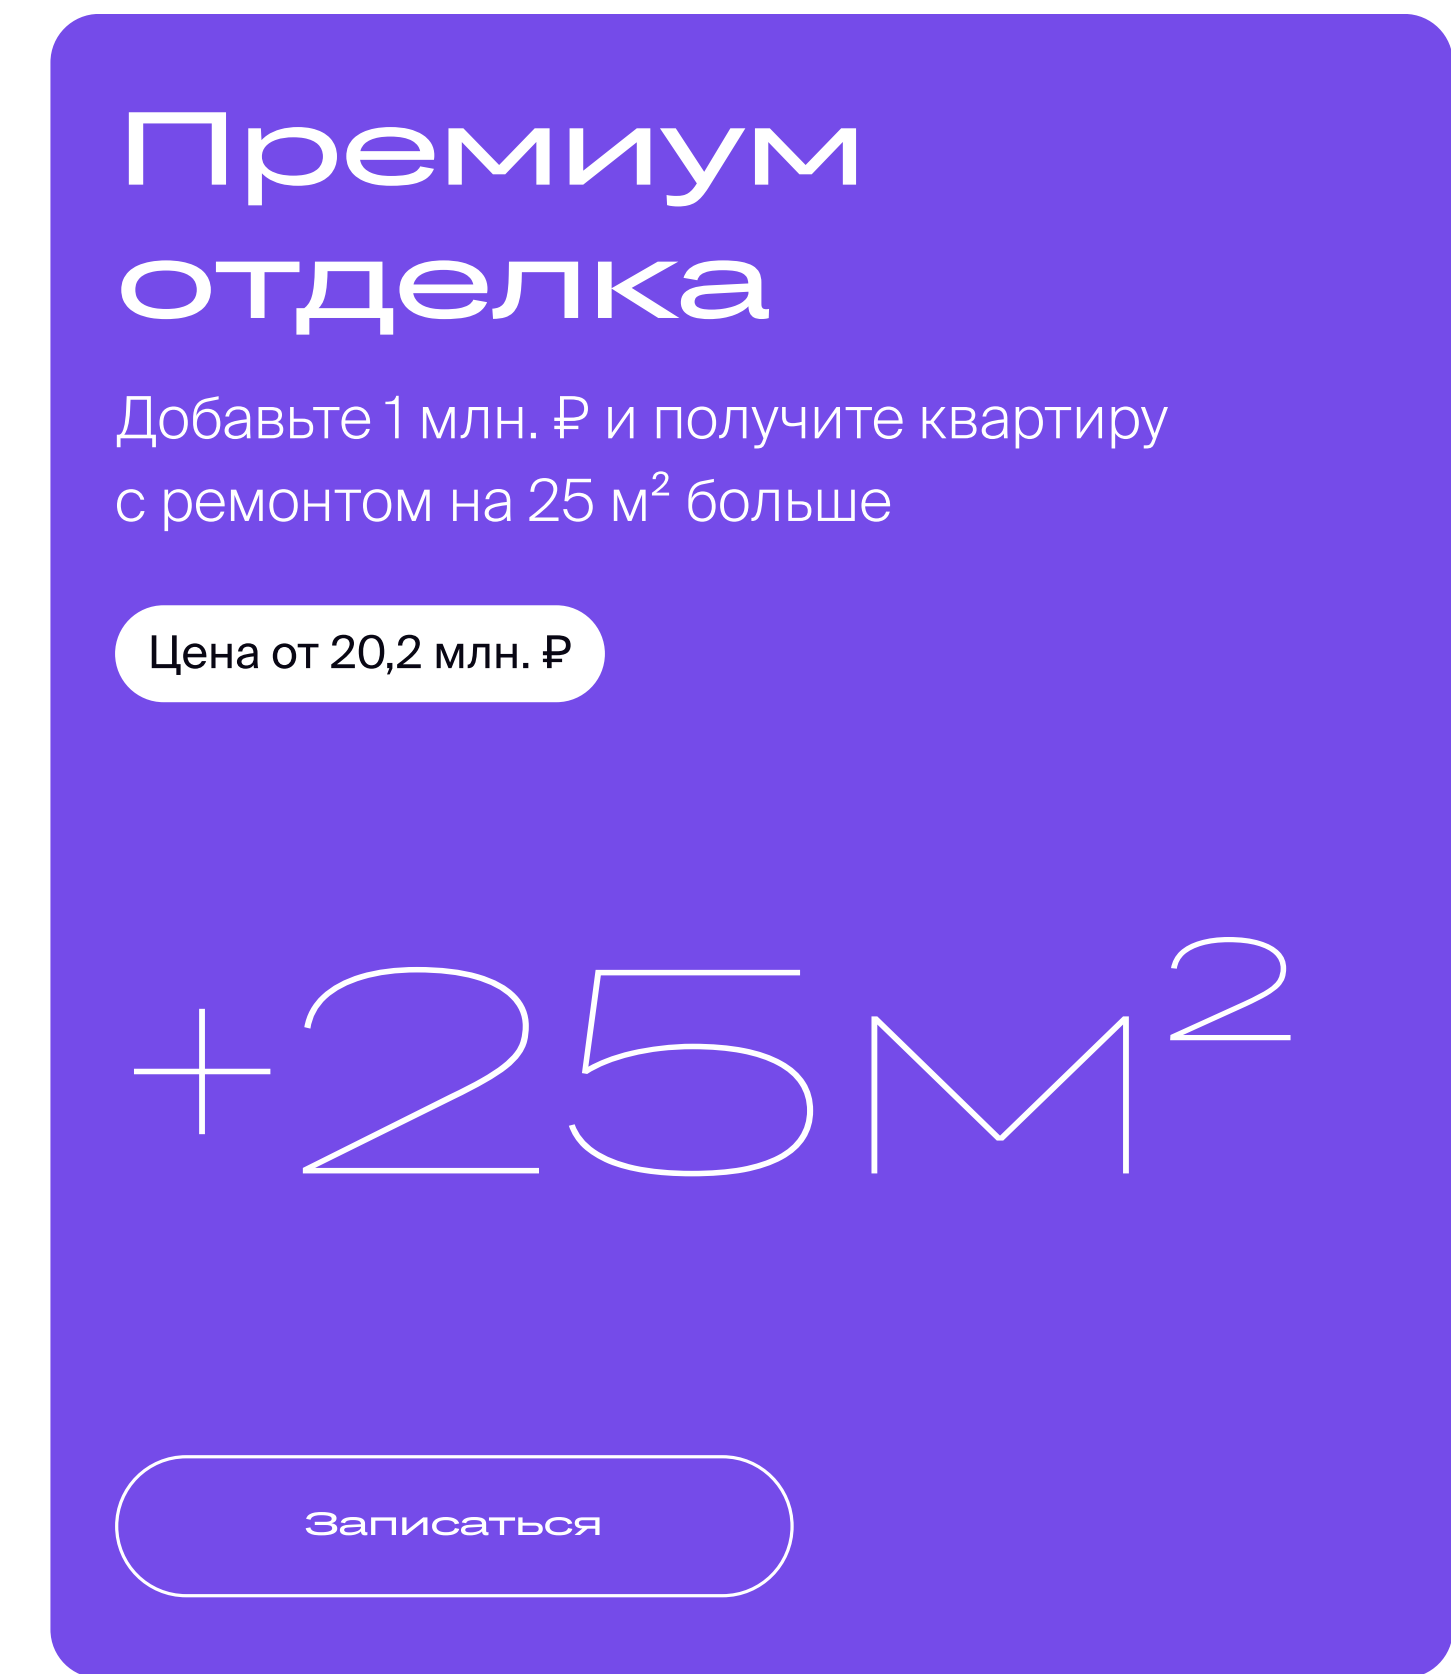 Премиум
отделка
Добавьте 1 млн. ₽ и получите квартиру
с ремонтом на 25 м² больше
Цена от 20,2 млн. ₽
+25м²
Записаться